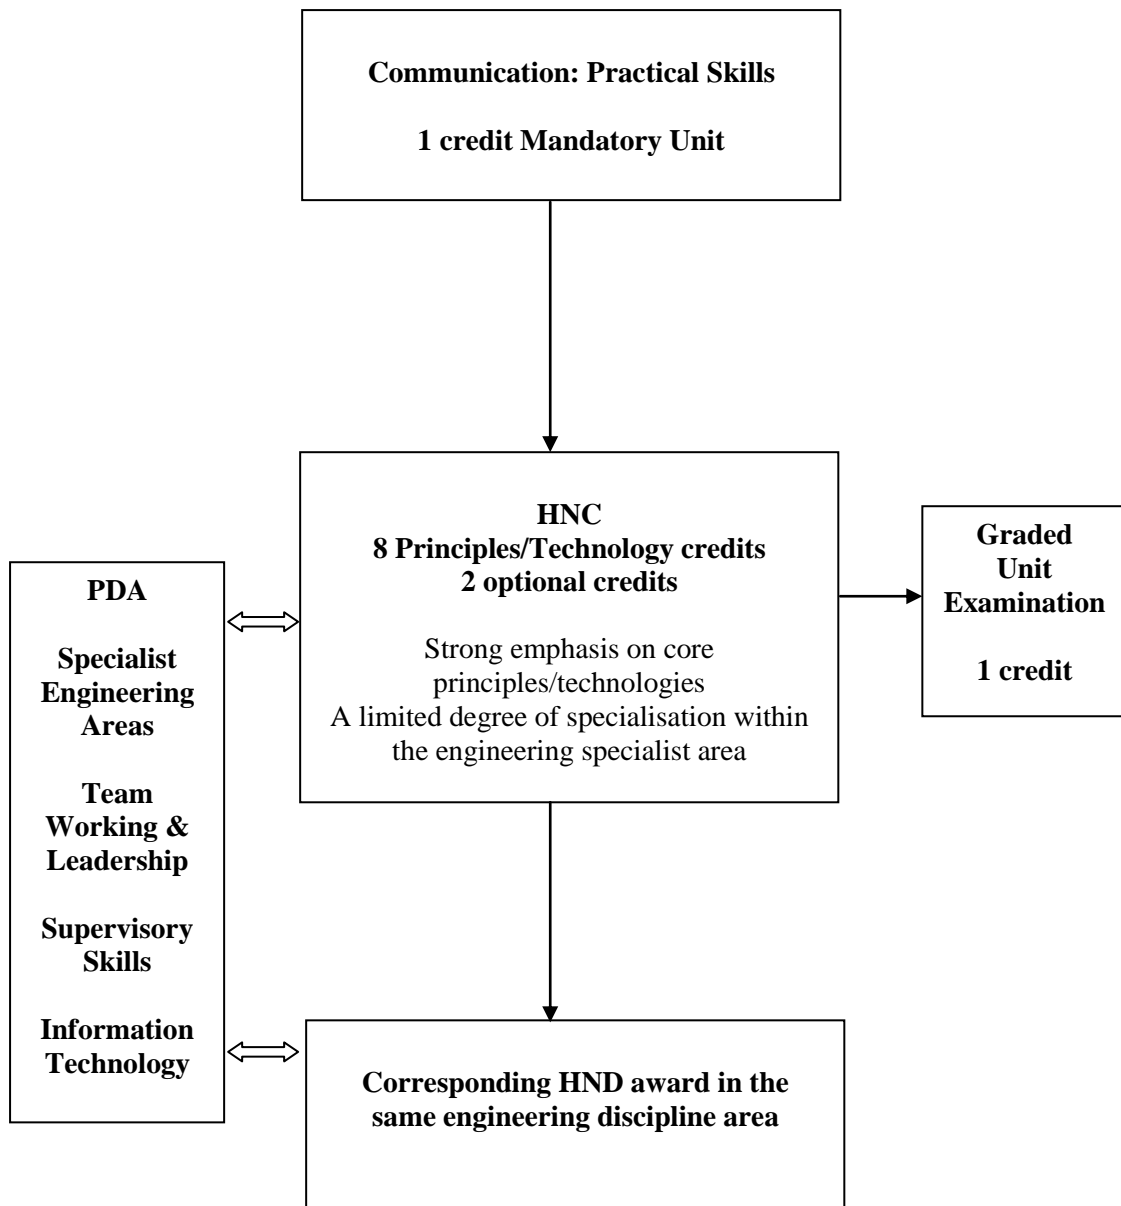 Communication: Practical Skills
1 credit Mandatory Unit
HNC
8 Principles/Technology credits
2 optional credits
Strong emphasis on core
principles/technologies
A limited degree of specialisation within
the engineering specialist area
Graded
Unit
Examination
1 credit
PDA
Specialist
Engineering
Areas
Team
Working &
Leadership
Supervisory
Skills
Information
Technology
Corresponding HND award in the
same engineering discipline area